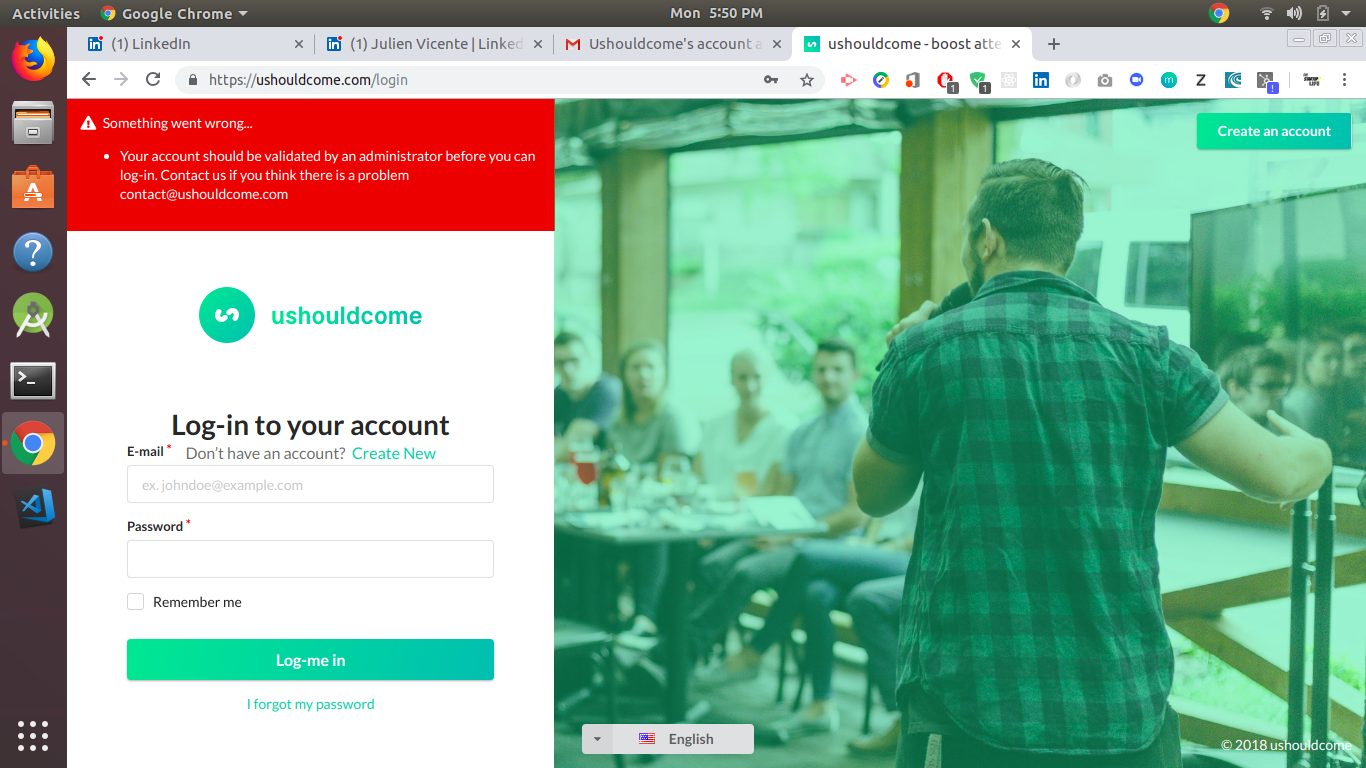 Activities
Google Chrome
Mon 5:50 PM
(1) LinkedIn
(1) Julien Vicente | Linked
Ushouldcome's account a
ushouldcome - boost atte
https://ushouldcome.com/login
Something went wrong...
Your account should be validated by an administrator before you can
log-in. Contact us if you think there is a problem
contact@ushouldcome.com
Create an account
ushouldcome
Log-in to your account
E-mail *
Don't have an account? Create New
ex. johndoe@example.com
Password *
Remember me
Log-me in
I forgot my password
English
© 2018 ushouldcome